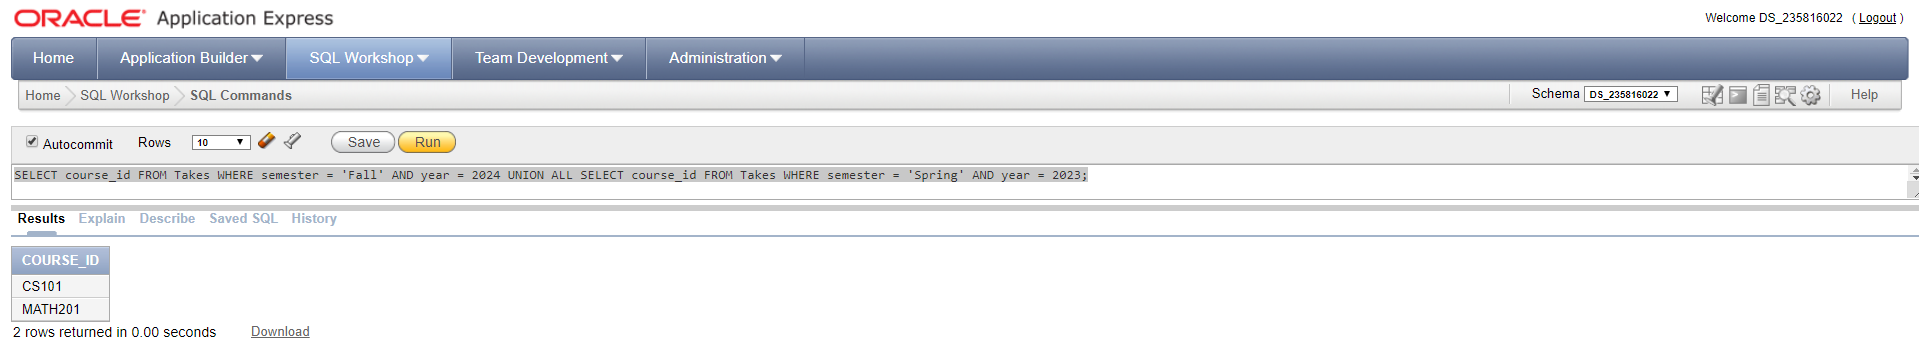 ORACLE Application Express
Welcome DS_235816022 ( Logout )
Home Application Builder SQL Workshop Team Development Administration
Home SQL Workshop SQL Commands Schema DS_235816022 Help
Autocommit Rows 10 Save Run
SELECT course_id FROM Takes WHERE semester = 'Fall' AND year = 2024 UNION ALL SELECT course_id FROM Takes WHERE semester = 'Spring' AND year = 2023;
Results Explain Describe Saved SQL History
COURSE_ID
CS101
MATH201
2 rows returned in 0.00 seconds Download